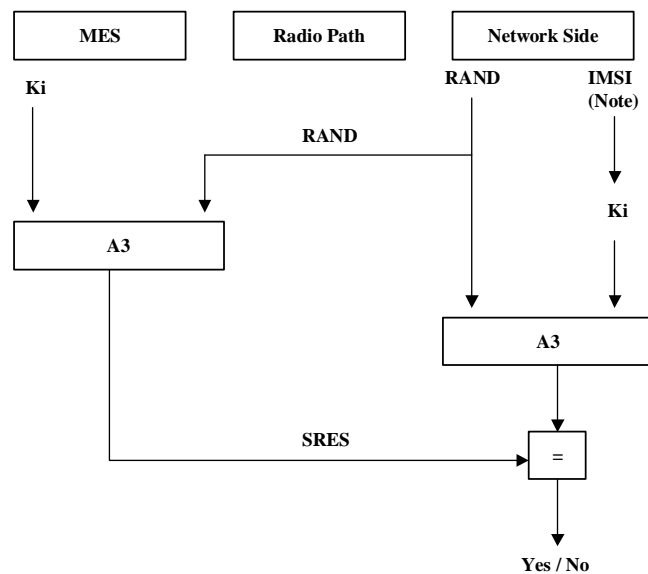 MES
Radio Path
Network Side
Ki
RAND
IMSI
(Note)
RAND
Ki
A3
A3
SRES
=
Yes / No